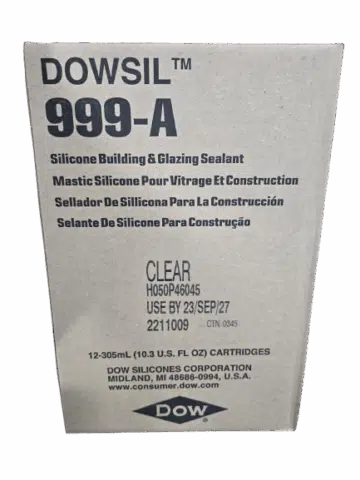 DOWSIL™
999-A
Silicone Building & Glazing Sealant
Mastic Silicone Pour Vitrage Et Construction
Sellador De Sillicona Para La Construcción
Selante De Silicone Para Construção
CLEAR
H050P46045
USE BY 23/SEP/27
2211009 CTN: 0345
12-305mL (10.3 U.S. FL OZ) CARTRIDGES
DOW SILICONES CORPORATION
MIDLAND, MI 48686-0994, U.S.A.
www.consumer.dow.com
DOW
®